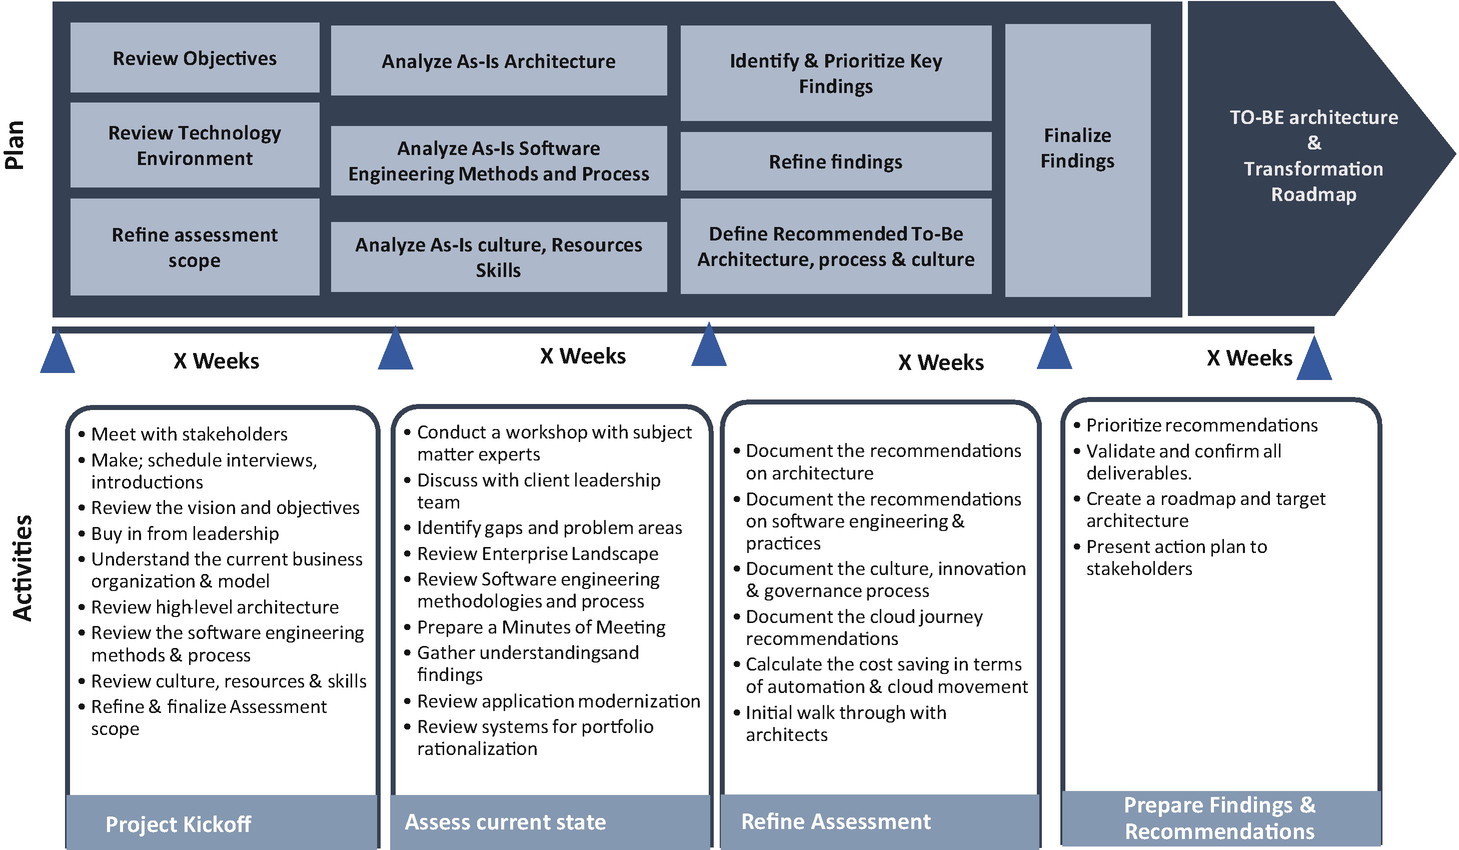 Plan
Review Objectives
Review Technology
Environment
Refine assessment
scope
Analyze As-Is Architecture
Analyze As-Is Software
Engineering Methods and Process
Analyze As-Is culture, Resources
Skills
Identify & Prioritize Key
Findings
Refine findings
Define Recommended To-Be
Architecture, process & culture
Finalize
Findings
TO-BE architecture
&
Transformation
Roadmap
X Weeks
X Weeks
X Weeks
X Weeks
Activities
• Meet with stakeholders
• Make; schedule interviews,
introductions
• Review the vision and objectives
• Buy in from leadership
• Understand the current business
organization & model
• Review high-level architecture
• Review the software engineering
methods & process
• Review culture, resources & skills
• Refine & finalize Assessment
scope
Project Kickoff
• Conduct a workshop with subject
matter experts
• Discuss with client leadership
team
• Identify gaps and problem areas
• Review Enterprise Landscape
• Review Software engineering
methodologies and process
• Prepare a Minutes of Meeting
• Gather understandingsand
findings
• Review application modernization
• Review systems for portfolio
rationalization
Assess current state
• Document the recommendations
on architecture
• Document the recommendations
on software engineering &
practices
• Document the culture, innovation
& governance process
• Document the cloud journey
recommendations
• Calculate the cost saving in terms
of automation & cloud movement
• Initial walk through with
architects
Refine Assessment
• Prioritize recommendations
• Validate and confirm all
deliverables.
• Create a roadmap and target
architecture
• Present action plan to
stakeholders
Prepare Findings &
Recommendations